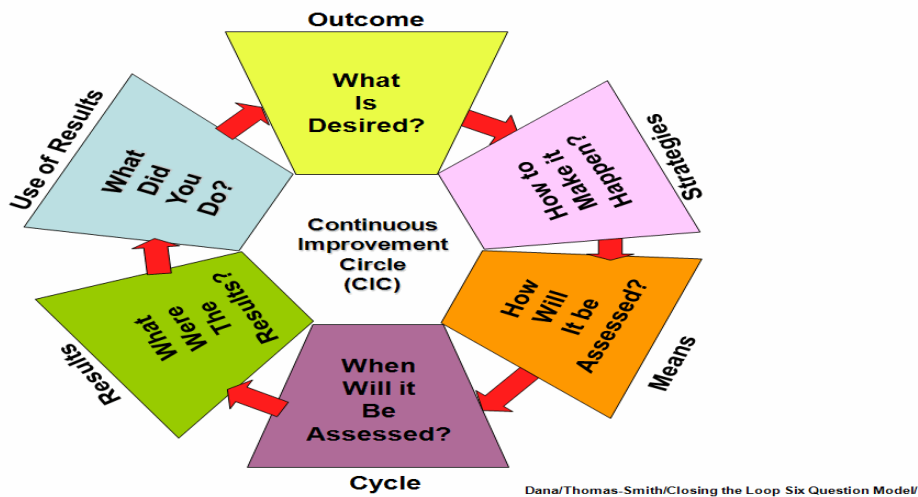 Outcome
What
Is
Desired?
Strategies
How to
Make it
Happen?
How
Will
It be
Assessed?
Means
When
Will it
Be
Assessed?
Cycle
What
Were
The
Results?
Results
What
Did
You
Do?
Use of Results
Continuous
Improvement
Circle
(CIC)
Dana/Thomas-Smith/Closing the Loop Six Question Model/